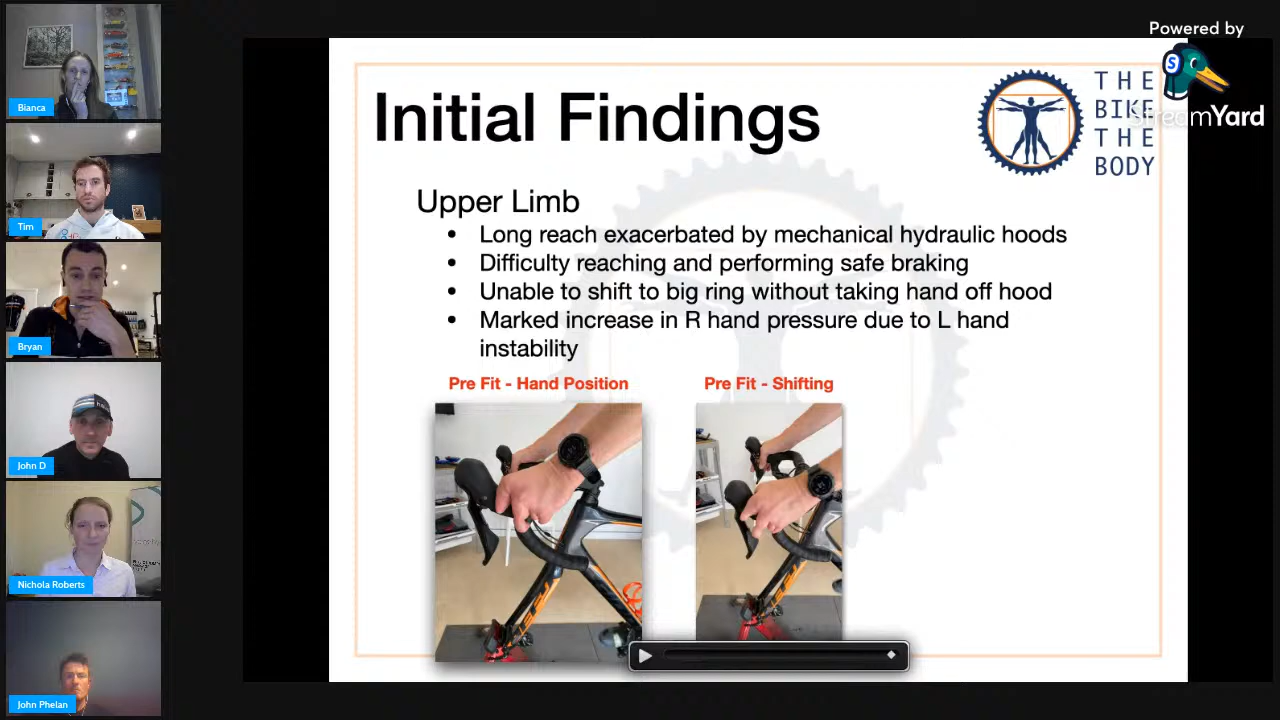 Powered by
StreamYard
THE
BIKE
THE
BODY
Initial Findings
Upper Limb
• Long reach exacerbated by mechanical hydraulic hoods
• Difficulty reaching and performing safe braking
• Unable to shift to big ring without taking hand off hood
• Marked increase in R hand pressure due to L hand
instability
Pre Fit - Hand Position
Pre Fit - Shifting
Bianca
Tim
Bryan
John D
Nichola Roberts
John Phelan